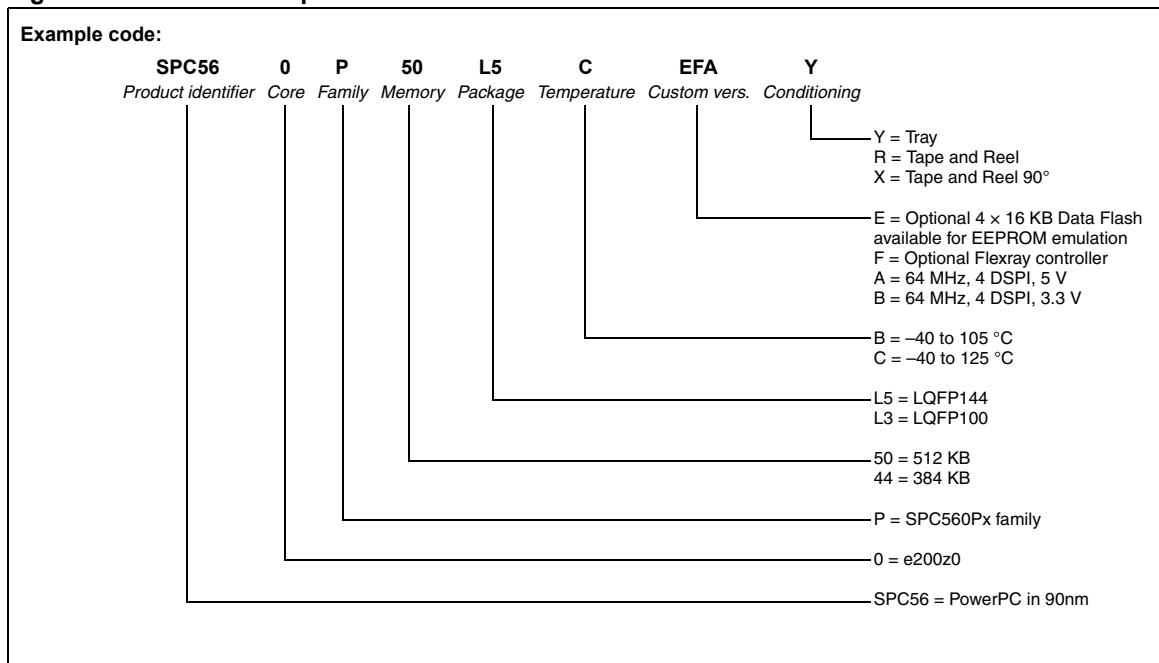 Example code:
SPC56 0 P 50 L5 C EFA Y
Product identifier Core Family Memory Package Temperature Custom vers. Conditioning
Y = Tray
R = Tape and Reel
X = Tape and Reel 90°
E = Optional 4 × 16 KB Data Flash
available for EEPROM emulation
F = Optional Flexray controller
A = 64 MHz, 4 DSPI, 5 V
B = 64 MHz, 4 DSPI, 3.3 V
B = –40 to 105 °C
C = –40 to 125 °C
L5 = LQFP144
L3 = LQFP100
50 = 512 KB
44 = 384 KB
P = SPC560Px family
0 = e200z0
SPC56 = PowerPC in 90nm